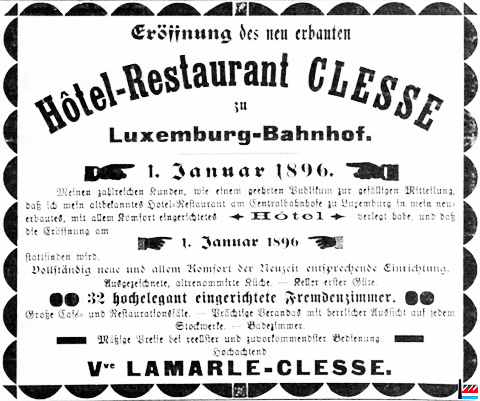 Eröffnung des neu erbauten
Hôtel-Restaurant CLESSE
zu
Luxemburg-Bahnhof.
1. Januar 1896.
Meinen zahlreichen Kunden, wie einem geehrten Publikum zur gefälligen Mitteilung,
daß ich mein altbekanntes Hotel-Restaurant am Centralbahnhofe zu Luxemburg in mein neu-
erbautes, mit allem Komfort eingerichtetes Hôtel verlegt habe, und daß
die Eröffnung am
1. Januar 1896
stattfinden wird.
Vollständig neue und allem Komfort der Neuzeit entsprechende Einrichtung.
Ausgezeichnete, altrenommirte Küche. — Keller erster Güte.
32 hochelegant eingerichtete Fremdenzimmer.
Große Café- und Restaurationssäle. — Prächtige Verandas mit herrlicher Aussicht auf jedem
Stockwerke. — Badezimmer.
Mäßige Preise bei reellster und zuvorkommendster Bedienung.
Hochachtend
Vve LAMARLE-CLESSE.